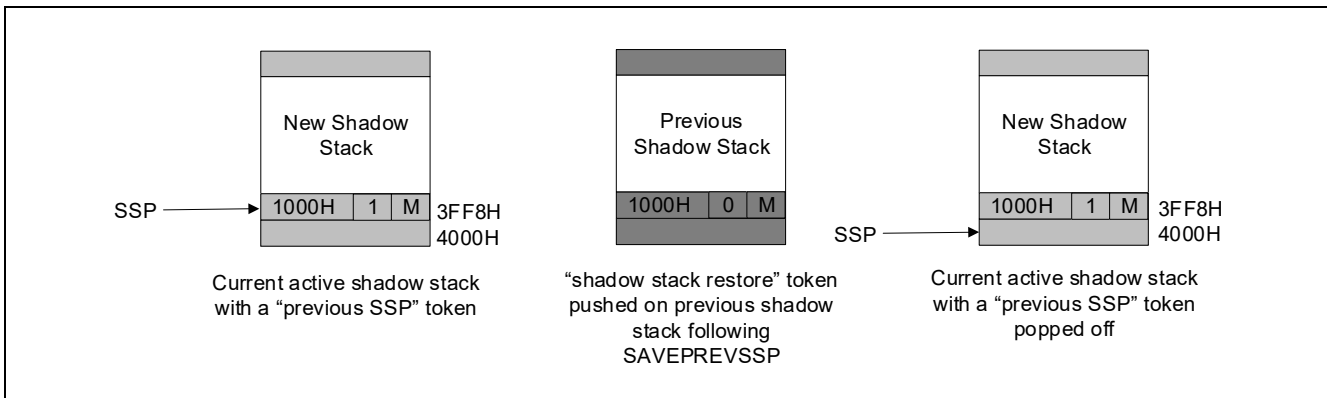 New Shadow
Stack
SSP
1000H 1 M
3FF8H
4000H
Current active shadow stack
with a “previous SSP” token
Previous
Shadow Stack
1000H 0 M
“shadow stack restore” token
pushed on previous shadow
stack following
SAVEPREVSSP
New Shadow
Stack
1000H 1 M
3FF8H
SSP
4000H
Current active shadow stack
with a “previous SSP” token
popped off